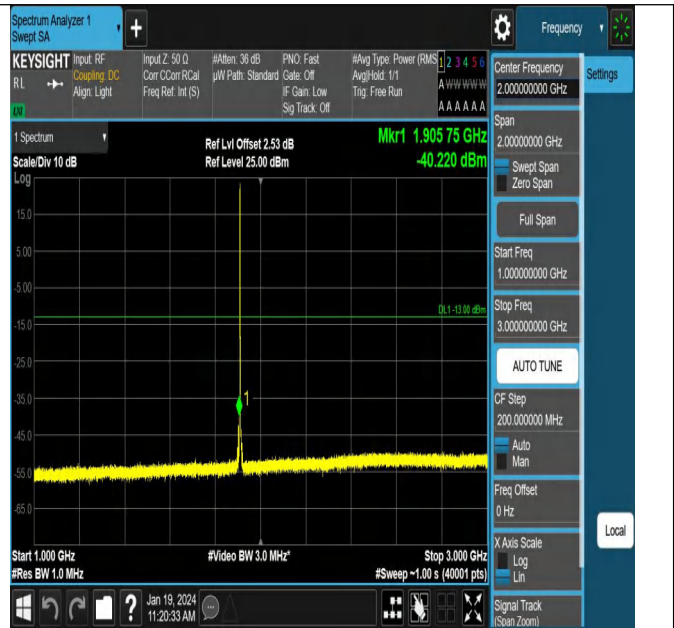 Spectrum Analyzer 1
Swept SA
Frequency
KEYSIGHT
RL
LXI
Input: RF
Coupling: DC
Align: Light
Input Z: 50 Ω
Corr CCorr RCal
Freq Ref: Int (S)
#Atten: 36 dB
µW Path: Standard
PNO: Fast
Gate: Off
IF Gain: Low
Sig Track: Off
#Avg Type: Power (RMS
Avg|Hold: 1/1
Trig: Free Run
1 2 3 4 5 6
A W W W W W
A A A A A A
1 Spectrum
Scale/Div 10 dB
Log
Ref Lvl Offset 2.53 dB
Ref Level 25.00 dBm
Mkr1 1.905 75 GHz
-40.220 dBm
15.0
5.00
-5.00
-15.0
-25.0
-35.0
-45.0
-55.0
-65.0
DL1 -13.00 dBm
1
Start 1.000 GHz
#Res BW 1.0 MHz
#Video BW 3.0 MHz*
Stop 3.000 GHz
#Sweep ~1.00 s (40001 pts)
Center Frequency
2.000000000 GHz
Settings
Span
2.00000000 GHz
Swept Span
Zero Span
Full Span
Start Freq
1.000000000 GHz
Stop Freq
3.000000000 GHz
AUTO TUNE
CF Step
200.000000 MHz
Auto
Man
Freq Offset
0 Hz
X Axis Scale
Log
Lin
Local
Signal Track
(Span Zoom)
?
Jan 19, 2024
11:20:33 AM